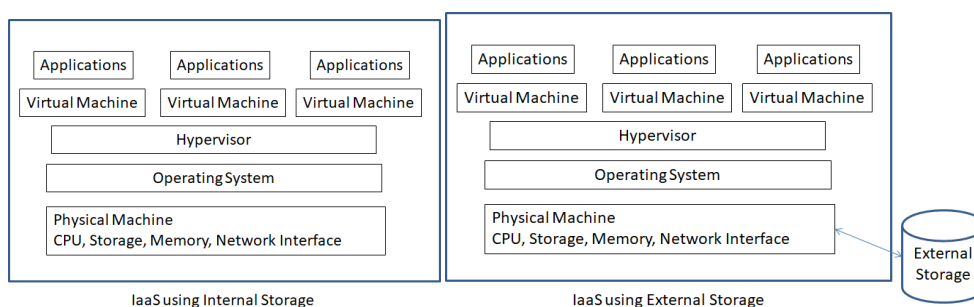 Applications Applications Applications
Virtual Machine Virtual Machine Virtual Machine
Hypervisor
Operating System
Physical Machine
CPU, Storage, Memory, Network Interface
IaaS using Internal Storage
Applications Applications Applications
Virtual Machine Virtual Machine Virtual Machine
Hypervisor
Operating System
Physical Machine
CPU, Storage, Memory, Network Interface
External
Storage
IaaS using External Storage